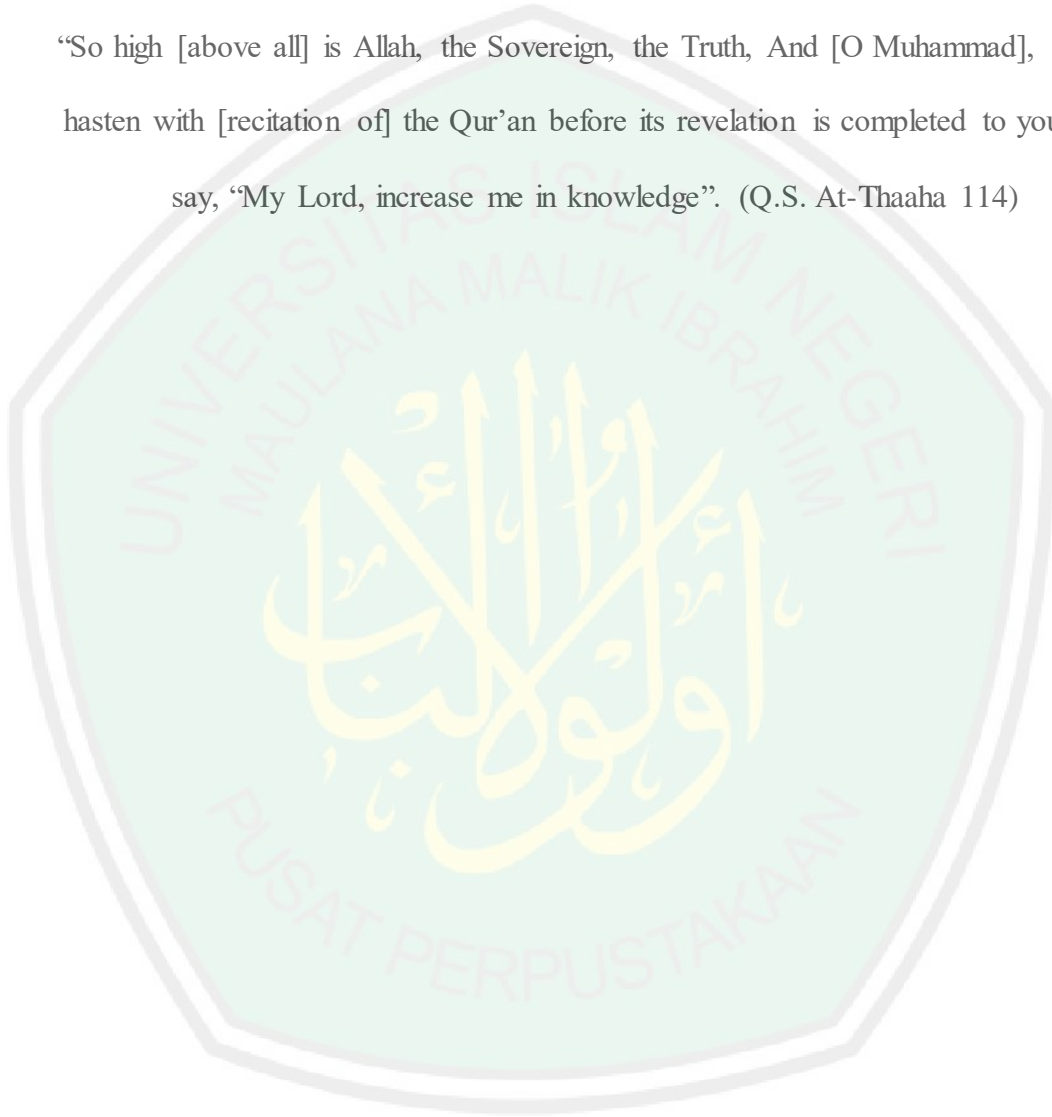 “So high [above all] is Allah, the Sovereign, the Truth, And [O Muhammad],
hasten with [recitation of] the Qur’an before its revelation is completed to you
say, “My Lord, increase me in knowledge”. (Q.S. At-Thaaha 114)
UNIVERSITAS ISLAM NEGERI
MAULANA MALIK IBRAHIM
أولوا الألباب
PUSAT PERPUSTAKAAN